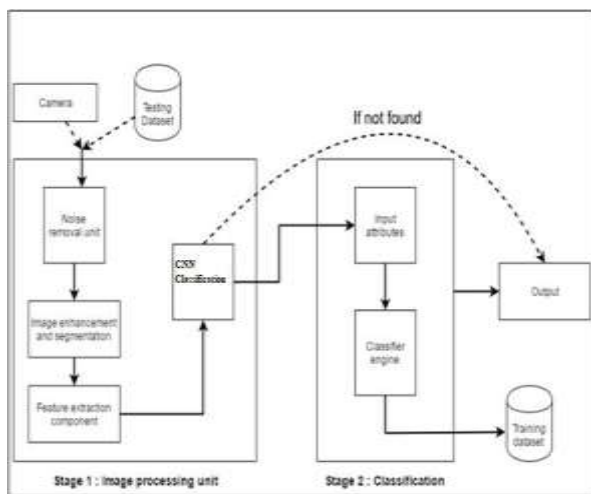 Camera
Testing
Dataset
If not found
Noise
removal unit
CNN
Classification
Input
attributes
Image enhancement
and segmentation
Classifier
engine
Output
Feature extraction
component
Training
dataset
Stage 1 : Image processing unit
Stage 2 : Classification